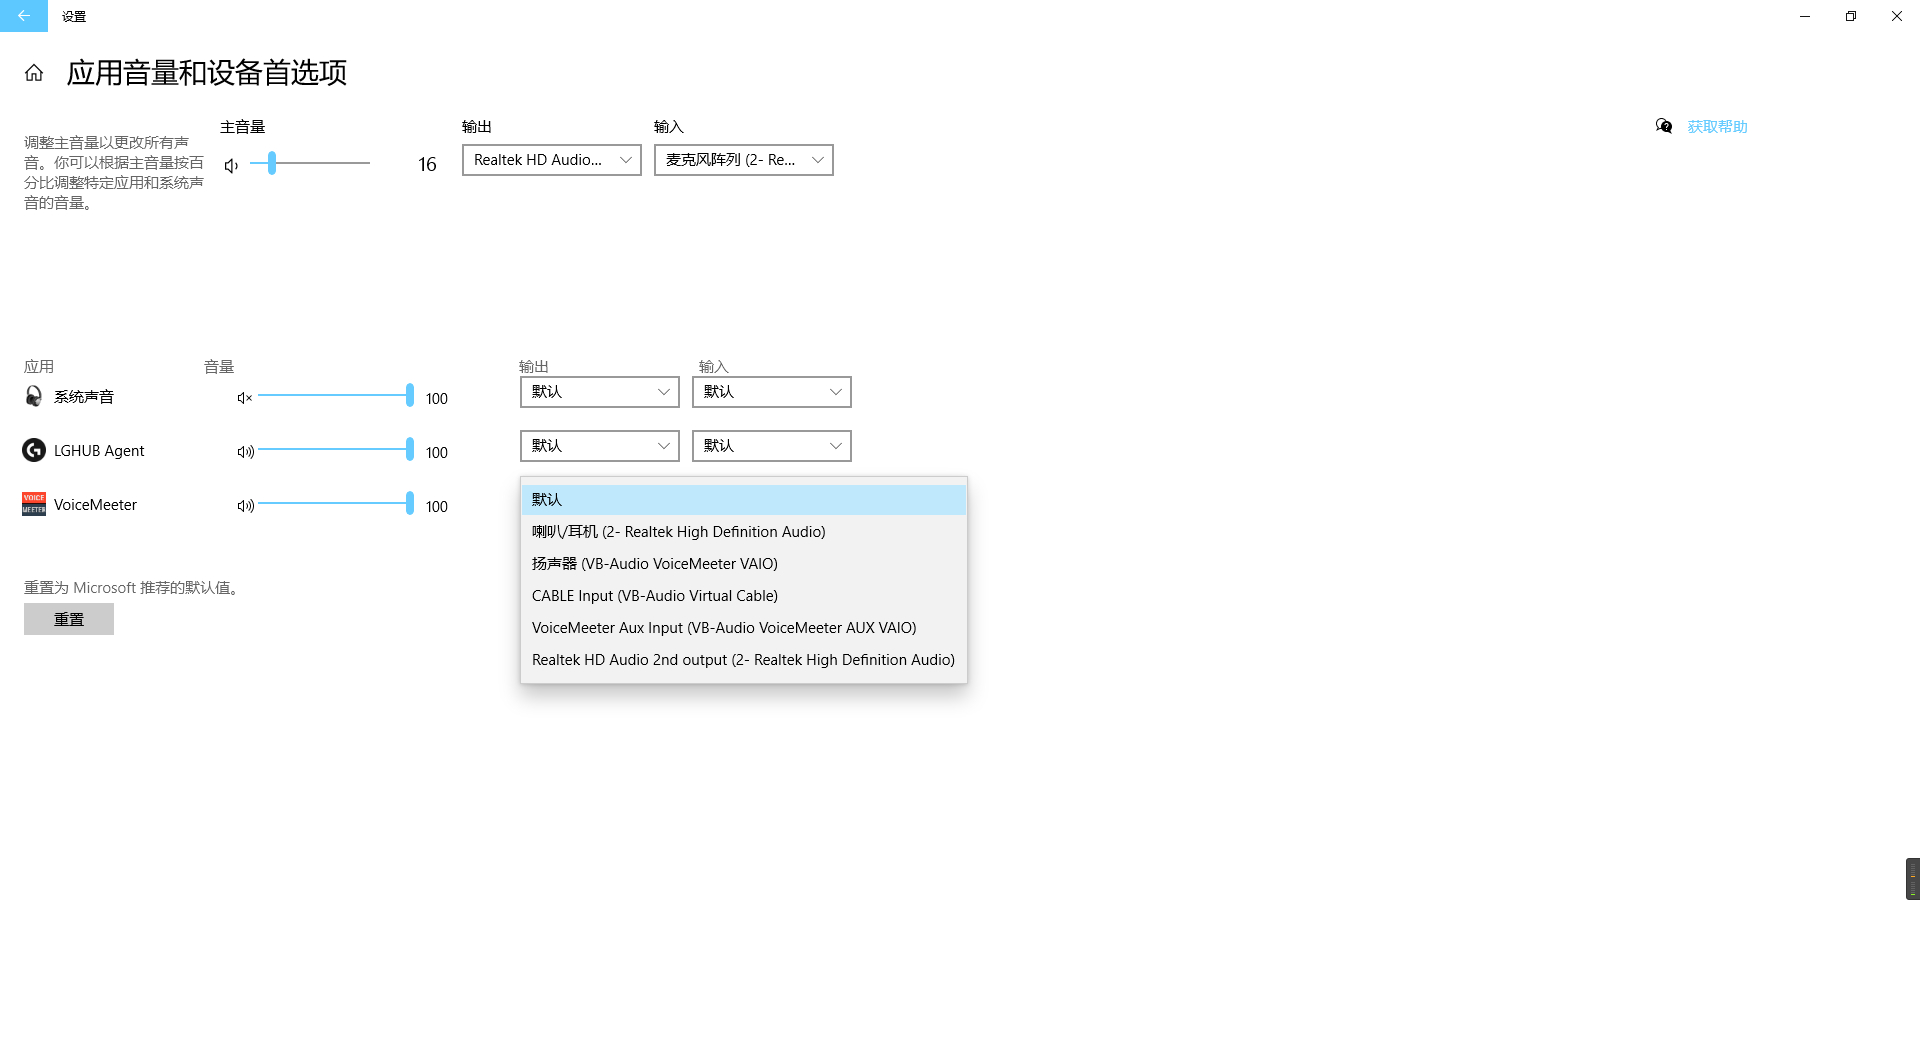 设置
应用音量和设备首选项
主音量
输出
输入
获取帮助
调整主音量以更改所有声
音。你可以根据主音量按百
分比调整特定应用和系统声
音的音量。
16
Realtek HD Audio...
麦克风阵列 (2- Re...
应用
音量
输出
输入
系统声音
100
默认
默认
LGHUB Agent
100
默认
默认
VOICE
MEETER
VoiceMeeter
100
默认
喇叭/耳机 (2- Realtek High Definition Audio)
扬声器 (VB-Audio VoiceMeeter VAIO)
CABLE Input (VB-Audio Virtual Cable)
VoiceMeeter Aux Input (VB-Audio VoiceMeeter AUX VAIO)
Realtek HD Audio 2nd output (2- Realtek High Definition Audio)
重置为 Microsoft 推荐的默认值。
重置